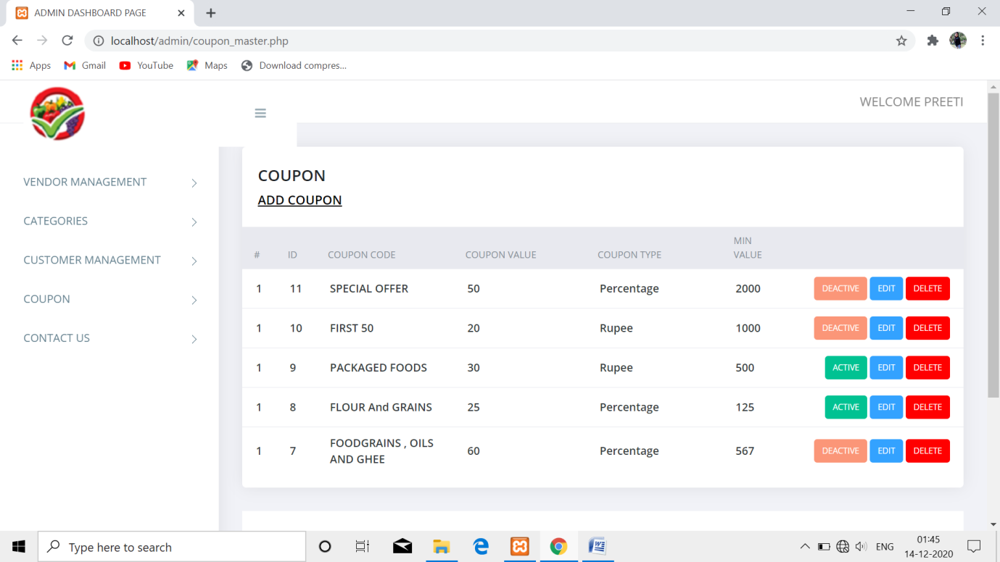 ADMIN DASHBOARD PAGE
localhost/admin/coupon_master.php
Apps Gmail YouTube Maps Download compres...
WELCOME PREETI
VENDOR MANAGEMENT
CATEGORIES
CUSTOMER MANAGEMENT
COUPON
CONTACT US
COUPON
ADD COUPON
# ID COUPON CODE COUPON VALUE COUPON TYPE MIN
VALUE
1 11 SPECIAL OFFER 50 Percentage 2000 DEACTIVE EDIT DELETE
1 10 FIRST 50 20 Rupee 1000 DEACTIVE EDIT DELETE
1 9 PACKAGED FOODS 30 Rupee 500 ACTIVE EDIT DELETE
1 8 FLOUR And GRAINS 25 Percentage 125 ACTIVE EDIT DELETE
1 7 FOODGRAINS , OILS
AND GHEE 60 Percentage 567 DEACTIVE EDIT DELETE
Type here to search
ENG
01:45
14-12-2020